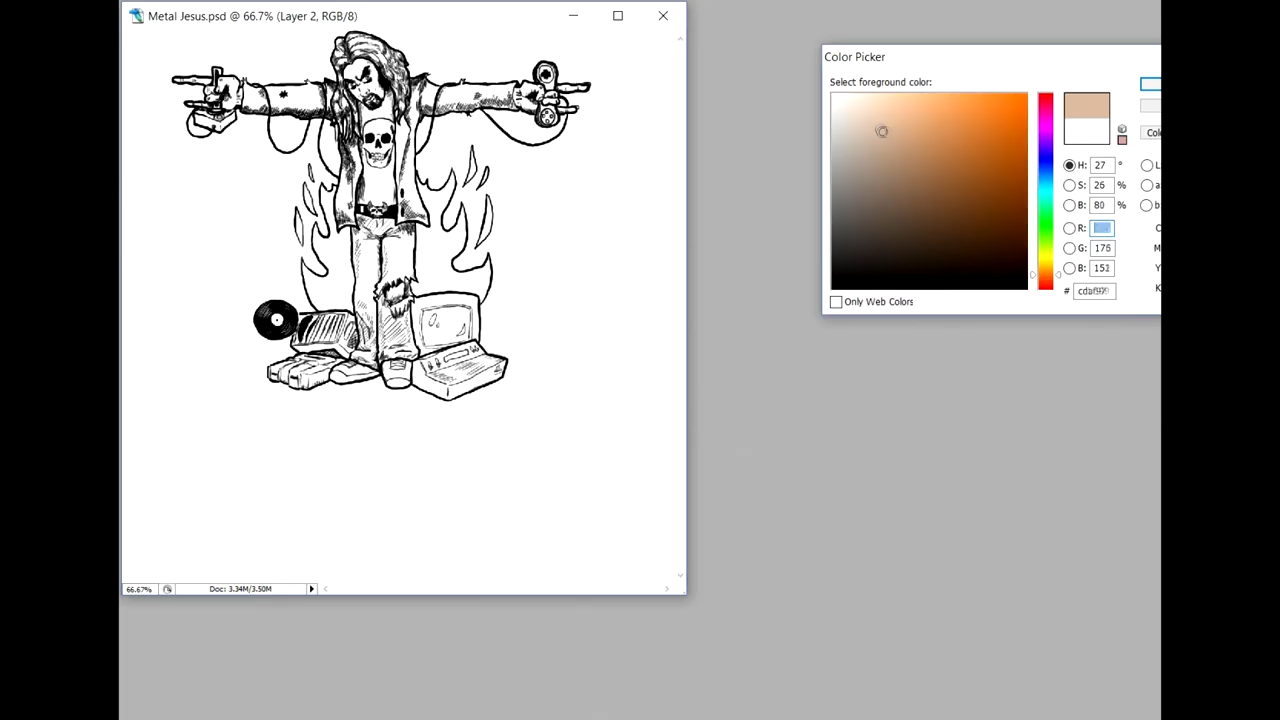 Metal Jesus.psd @ 66.7% (Layer 2, RGB/8)
Color Picker
Select foreground color:
H: 27 °
S: 26 %
B: 80 %
R:
G: 175
B: 151
#
Only Web Colors
L
a
b
C
M
Y
K
Colo
66.67%
Doc: 3.34M/3.50M